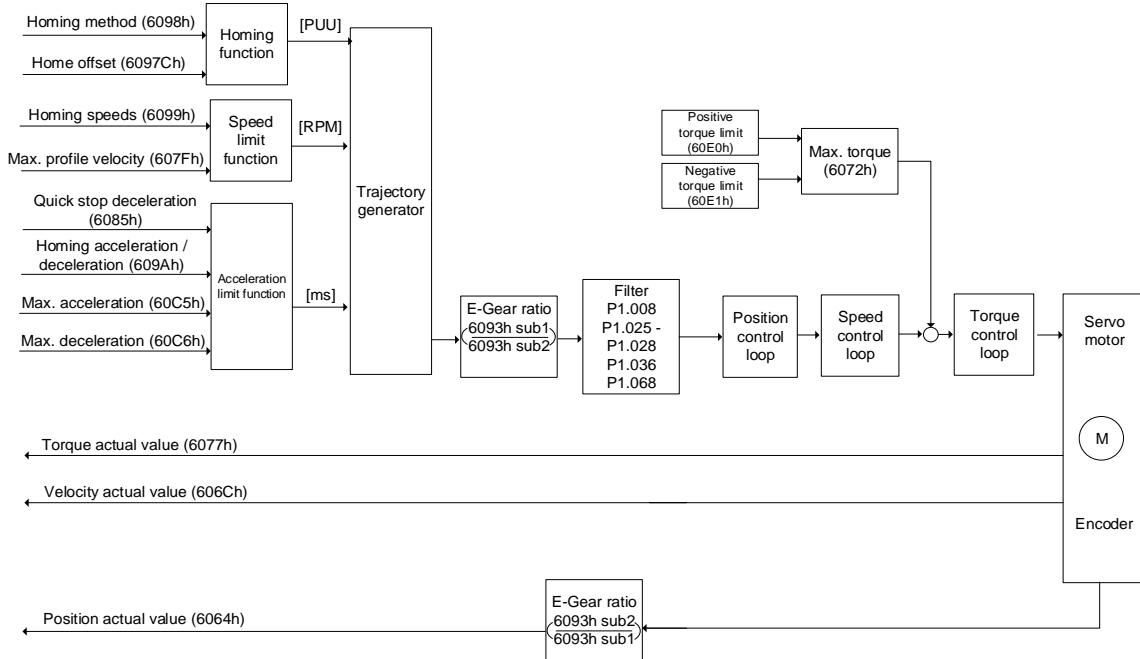 Homing method (6098h)
Home offset (6097Ch)
Homing
function
[PUU]
Homing speeds (6099h)
Max. profile velocity (607Fh)
Speed
limit
function
[RPM]
Quick stop deceleration
(6085h)
Homing acceleration /
deceleration (609Ah)
Max. acceleration (60C5h)
Max. deceleration (60C6h)
Acceleration
limit function
[ms]
Trajectory
generator
Positive
torque limit
(60E0h)
Negative
torque limit
(60E1h)
Max. torque
(6072h)
E-Gear ratio
(6093h sub1
6093h sub2)
Filter
P1.008
P1.025 -
P1.028
P1.036
P1.068
Position
control
loop
Speed
control
loop
Torque
control
loop
Servo
motor
M
Encoder
Torque actual value (6077h)
Velocity actual value (606Ch)
Position actual value (6064h)
E-Gear ratio
(6093h sub2
6093h sub1)